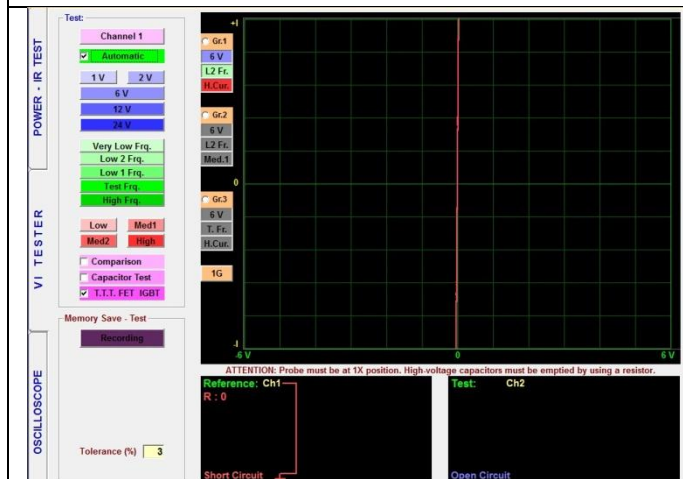 POWER - IR TEST
VI TESTER
OSCILLOSCOPE
Test:
Channel 1
Automatic
1 V
2 V
6 V
12 V
24 V
Very Low Frq.
Low 2 Frq.
Low 1 Frq.
Test Frq.
High Frq.
Low
Med1
Med2
High
Comparison
Capacitor Test
T.T.T. FET IGBT
Memory Save - Test
Recording
Tolerance (%)
3
Gr.1
6 V
L2 Fr.
H.Cur.
Gr.2
6 V
L2 Fr.
Med.1
Gr.3
6 V
T. Fr.
H.Cur.
1G
+I
0
-I
-6 V
0
6 V
ATTENTION: Probe must be at 1X position. High-voltage capacitors must be emptied by using a resistor.
Reference: Ch1
R : 0
Short Circuit
Test: Ch2
Open Circuit